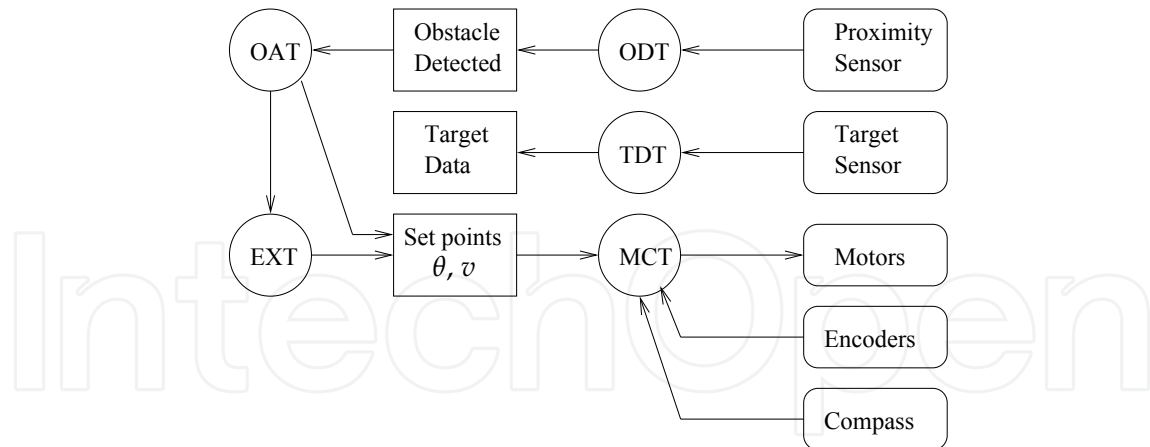 OAT
Obstacle
Detected
ODT
Proximity
Sensor
Target
Data
TDT
Target
Sensor
EXT
Set points
θ, v
MCT
Motors
Encoders
Compass
IntechOpen